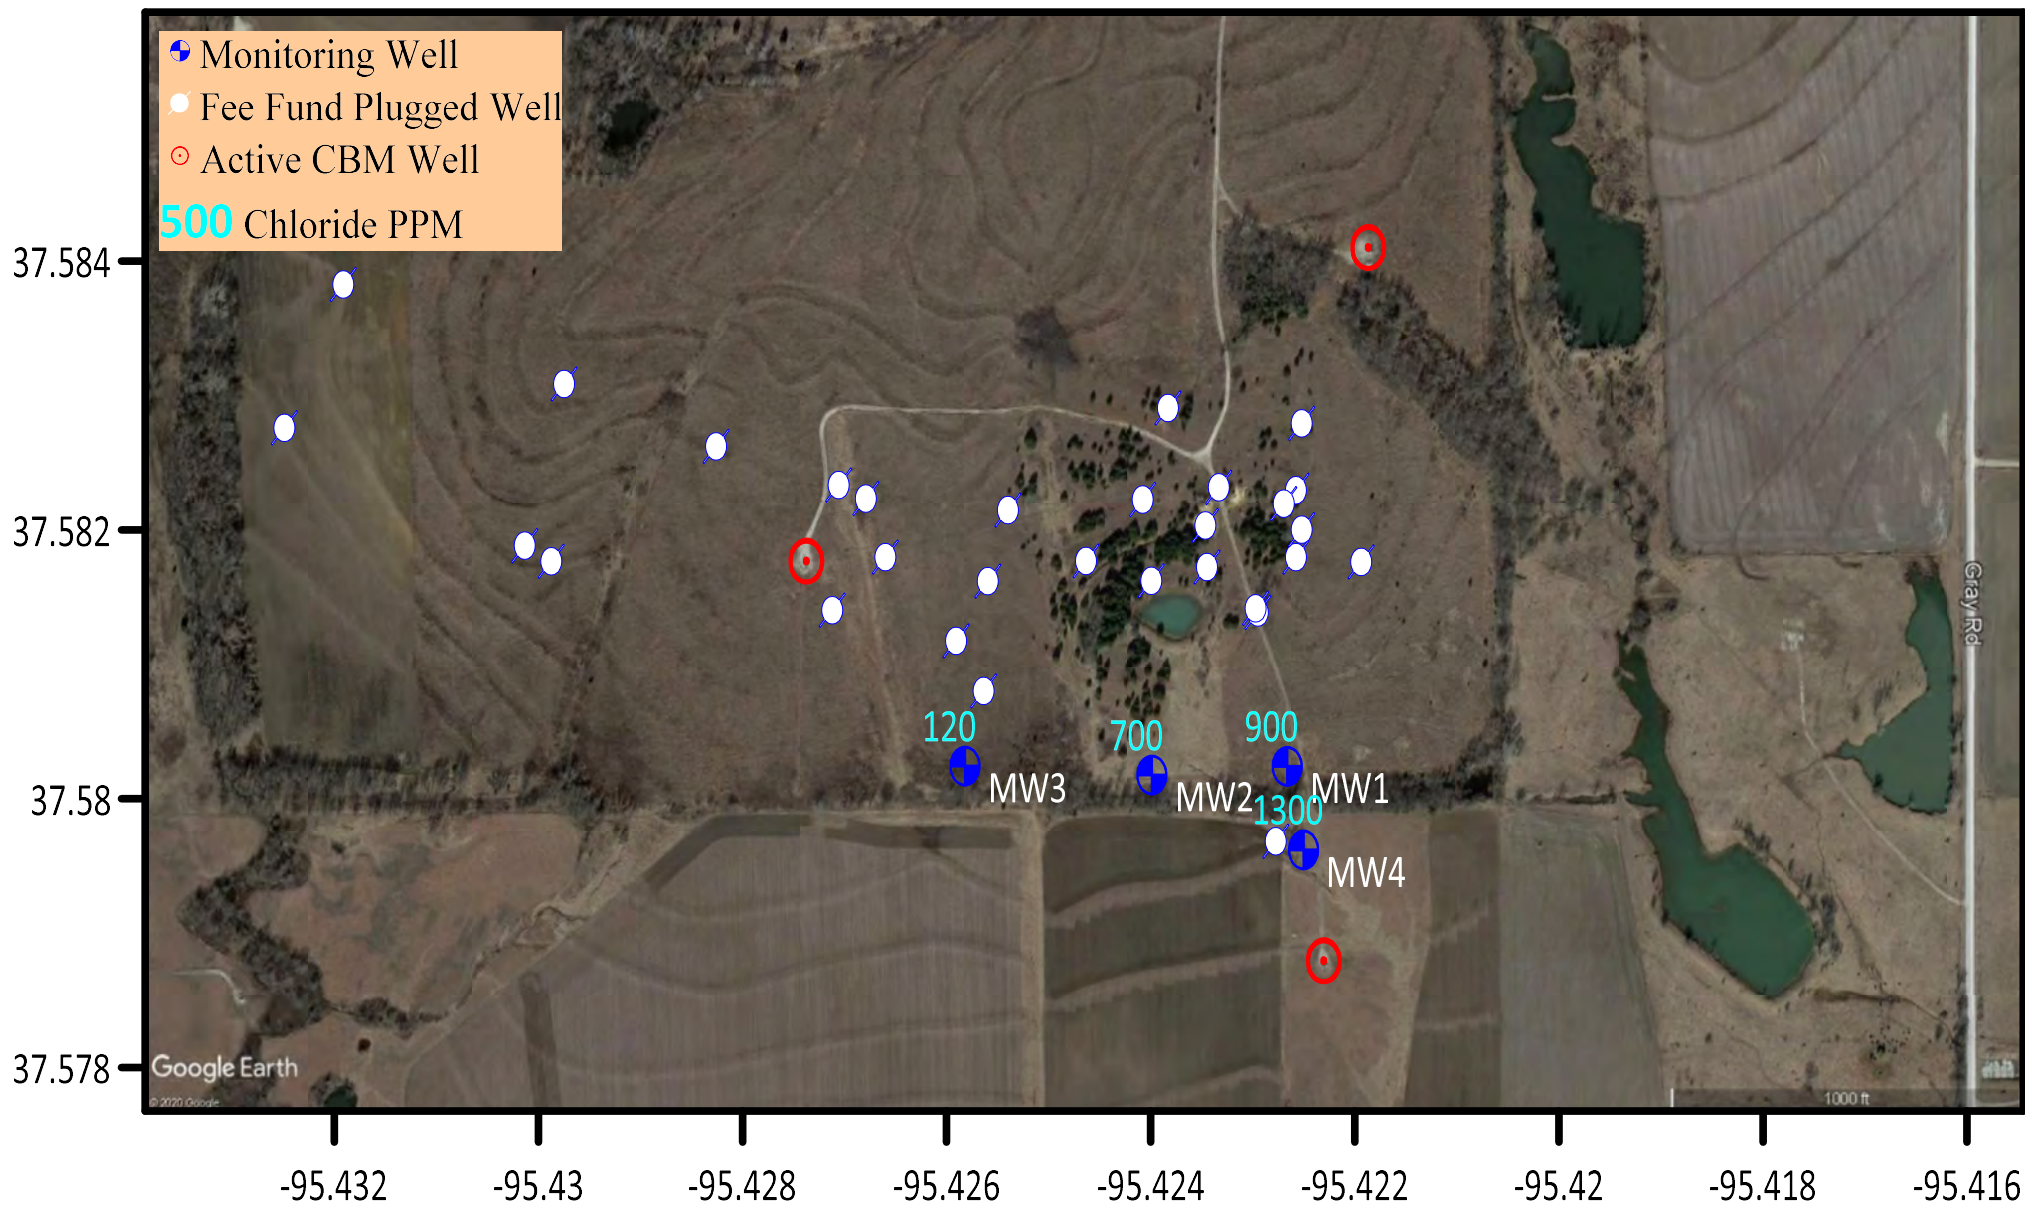 Monitoring Well
Fee Fund Plugged Well
Active CBM Well
500 Chloride PPM
37.584
37.582
37.58
37.578
Gray Rd
120
700
900
MW3
MW2
MW1
1300
MW4
Google Earth
© 2020 Google
1000 ft
-95.432
-95.43
-95.428
-95.426
-95.424
-95.422
-95.42
-95.418
-95.416